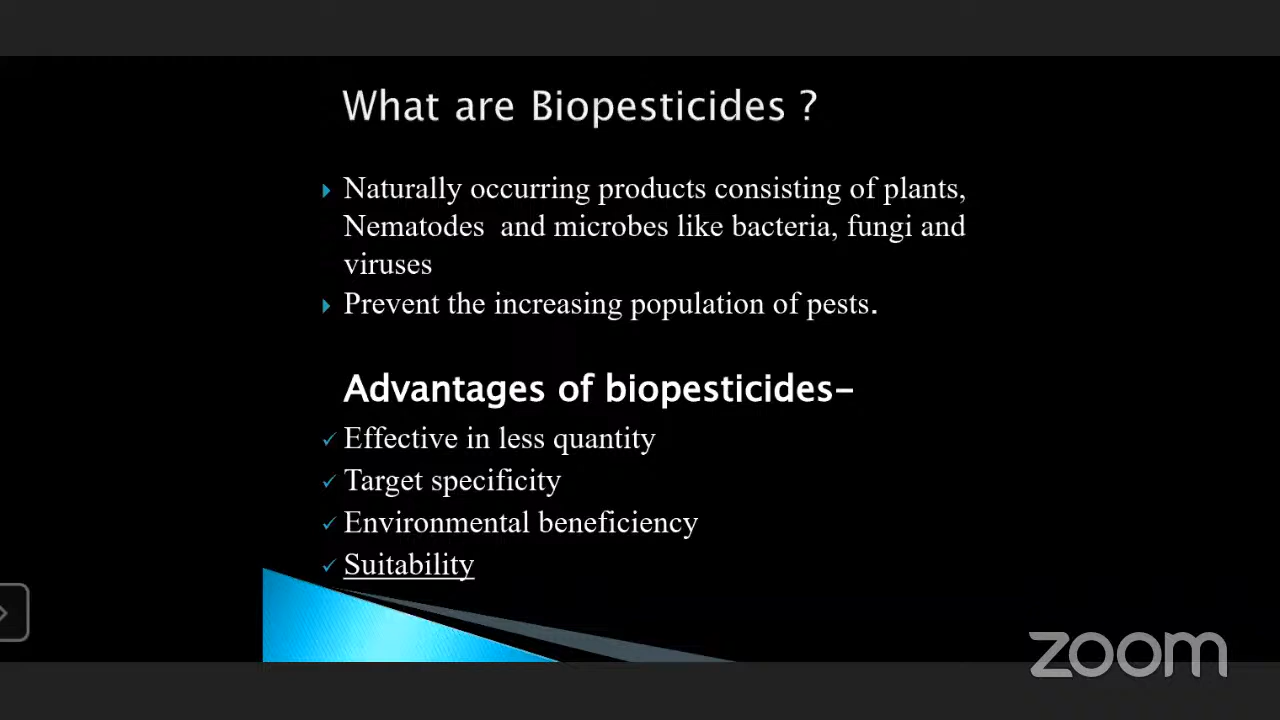 What are Biopesticides ?
Naturally occurring products consisting of plants,
Nematodes and microbes like bacteria, fungi and
viruses
Prevent the increasing population of pests.
Advantages of biopesticides-
Effective in less quantity
Target specificity
Environmental beneficiency
Suitability
zoom